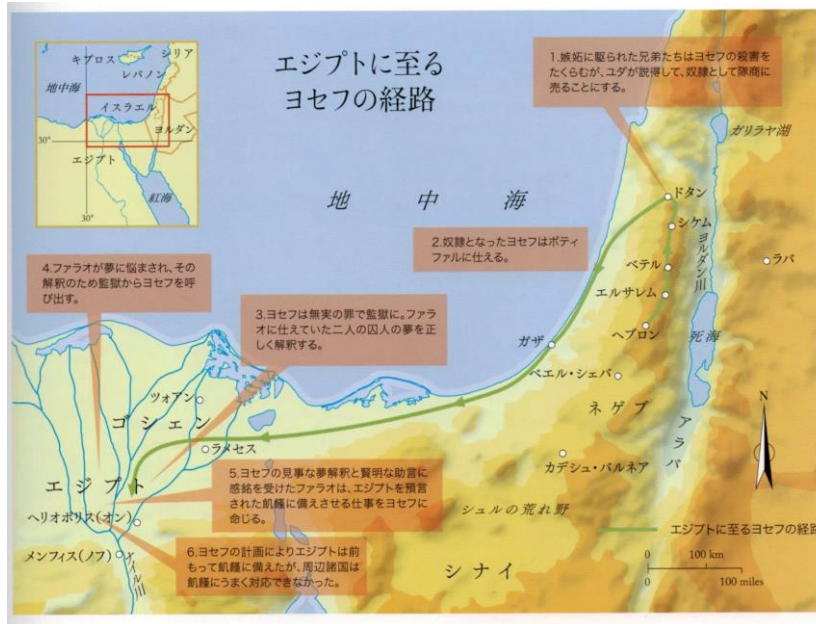 エジプトに至る
ヨセフの経路
キプロス
シリア
レバノン
地中海
イスラエル
ヨルダン
30°
エジプト
紅海
30°
1.嫉妬に駆られた兄弟たちはヨセフの殺害を
たくらむが、ユダが説得して、奴隷として隊商に
売ることにする。
ガリラヤ湖
地中海
ドタン
シケム
2.奴隷となったヨセフはポティ
ファルに仕える。
ヨルダン川
ベテル
ラバ
エルサレム
4.ファラオが夢に悩まされ、その
解釈のため監獄からヨセフを呼
び出す。
3.ヨセフは無実の罪で監獄に。ファラ
オに仕えていた二人の囚人の夢を正
しく解釈する。
ヘブロン
死海
ガザ
ベエル・シェバ
ツォアン
ネゲブ
アラバ
N
ゴシェン
ラメセス
カデシュ・バルネア
5.ヨセフの見事な夢解釈と賢明な助言に
感銘を受けたファラオは、エジプトを預言
された飢饉に備えさせる仕事をヨセフに
命じる。
エジプト
シュルの荒れ野
ヘリオポリス(オン)
エジプトに至るヨセフの経路
6.ヨセフの計画によりエジプトは前
もって飢饉に備えたが、周辺諸国は
飢饉にうまく対応できなかった。
メンフィス(ノフ)
ナイル川
シナイ
0 100 km
0 100 miles